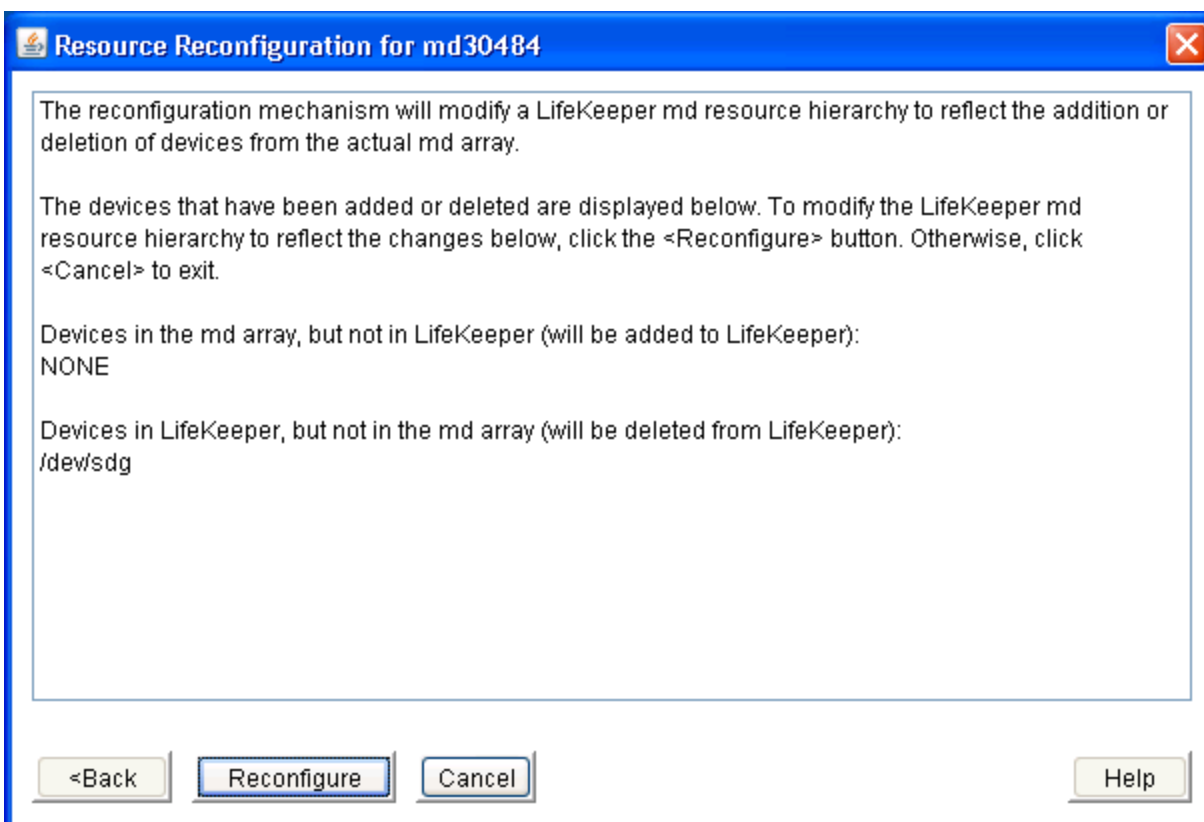 Resource Reconfiguration for md30484
The reconfiguration mechanism will modify a LifeKeeper md resource hierarchy to reflect the addition or
deletion of devices from the actual md array.
The devices that have been added or deleted are displayed below. To modify the LifeKeeper md
resource hierarchy to reflect the changes below, click the <Reconfigure> button. Otherwise, click
<Cancel> to exit.
Devices in the md array, but not in LifeKeeper (will be added to LifeKeeper):
NONE
Devices in LifeKeeper, but not in the md array (will be deleted from LifeKeeper):
/dev/sdg
<Back Reconfigure Cancel Help